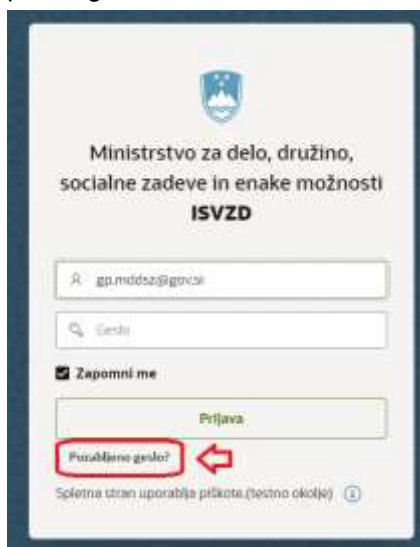 Ministrstvo za delo, družino,
socialne zadeve in enake možnosti
ISVZD
gp.mddsz@gov.si
Geslo
Zapomni me
Prijava
Pozabljeno geslo?
Spletna stran uporablja piškote.(testno okolje)